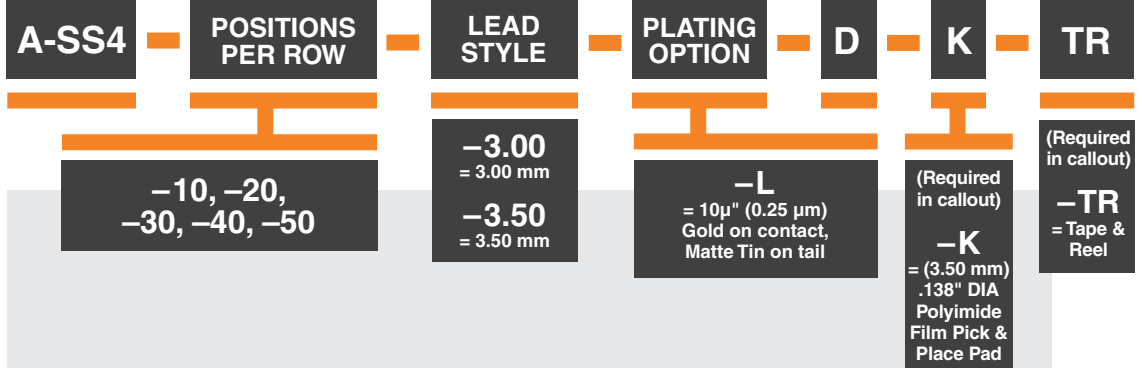 A-SS4
POSITIONS
PER ROW
LEAD
STYLE
PLATING
OPTION
D
K
TR
–10, –20,
–30, –40, –50
–3.00
= 3.00 mm
–3.50
= 3.50 mm
–L
= 10µ" (0.25 µm)
Gold on contact,
Matte Tin on tail
(Required
in callout)
–K
= (3.50 mm)
.138" DIA
Polyimide
Film Pick &
Place Pad
(Required
in callout)
–TR
= Tape &
Reel